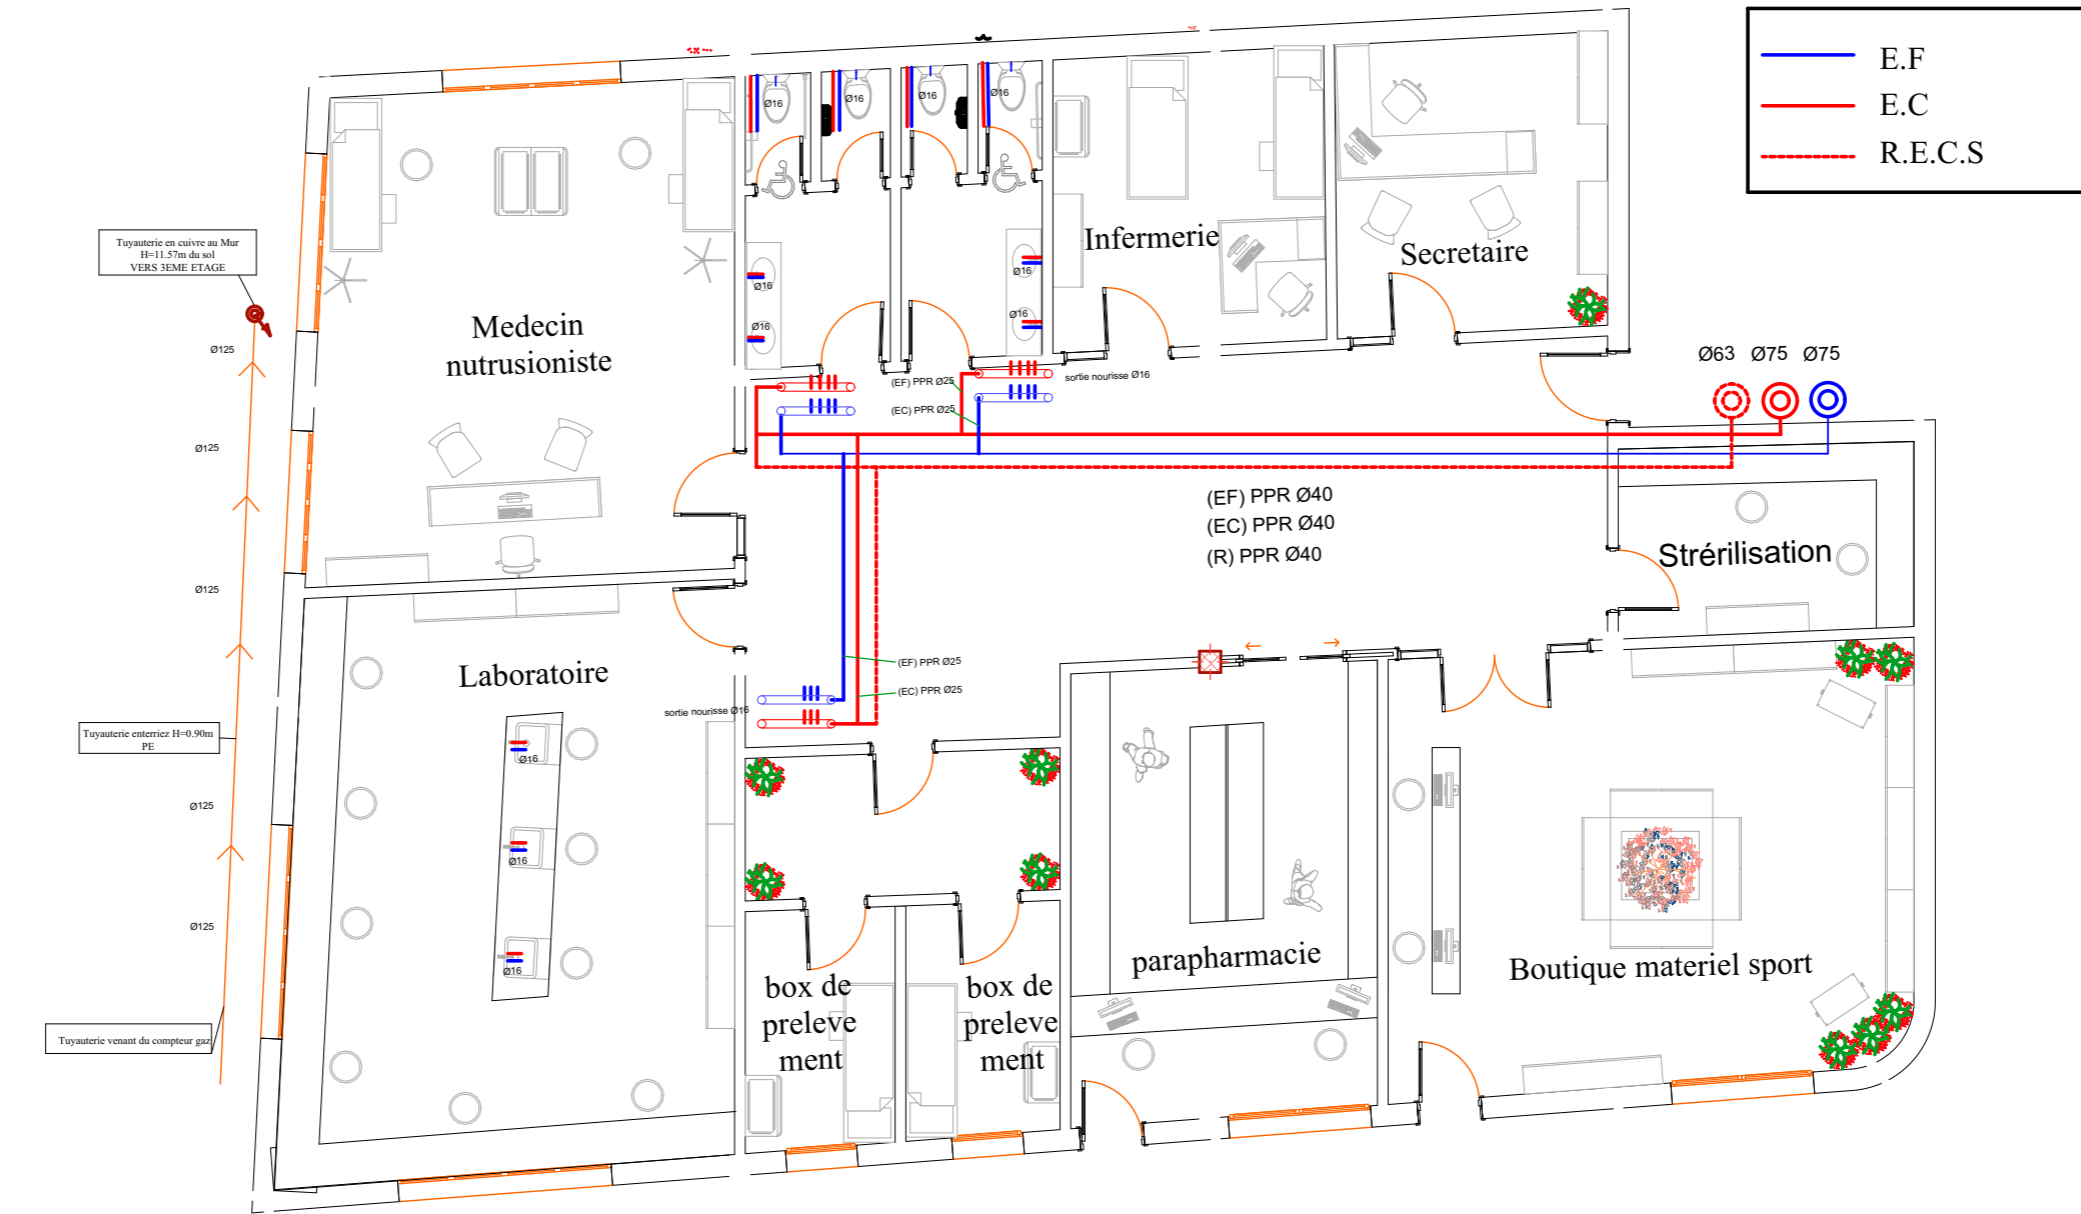 E.F
E.C
R.E.C.S
Ø16
Ø16
Ø16
Ø16
Tuyauterie en cuivre au Mur
H=11.57m du sol
VERS 3EME ETAGE
Infermerie
Secretaire
Ø16
Ø16
Ø16
Ø16
Medecin
nutrusioniste
Ø125
Ø63 Ø75 Ø75
(EF) PPR Ø25
sortie nourisse Ø16
(EC) PPR Ø25
Ø125
(EF) PPR Ø40
(EC) PPR Ø40
(R) PPR Ø40
Strérilisation
Ø125
Laboratoire
(EF) PPR Ø25
(EC) PPR Ø25
sortie nourisse Ø16
Tuyauterie enterriez H=0.90m
PE
Ø16
Ø125
Ø16
Ø125
Ø16
parapharmacie
Boutique materiel sport
box de
preleve
ment
box de
preleve
ment
Tuyauterie venant du compteur gaz